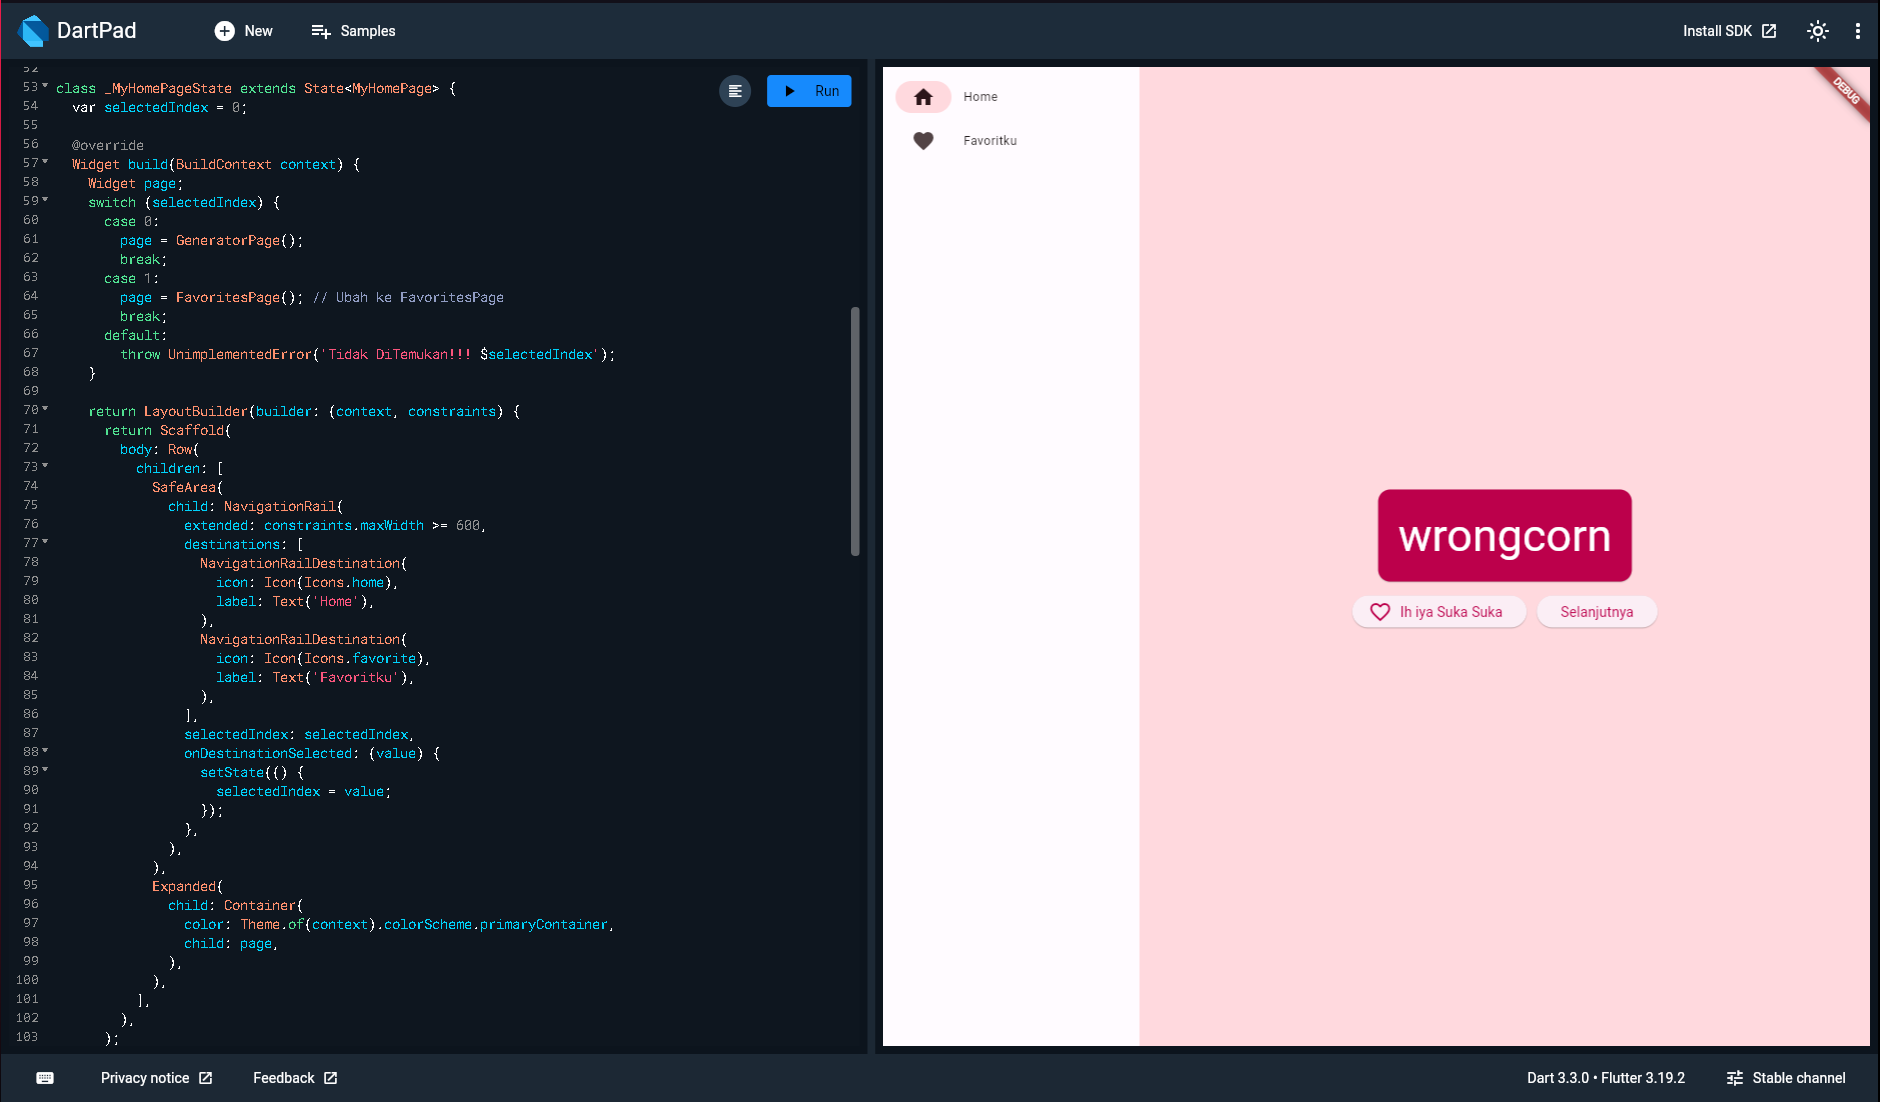 DartPad
New
Samples
Install SDK
52
53 class _MyHomePageState extends State<MyHomePage> {
54 var selectedIndex = 0;
55
56 @override
57 Widget build(BuildContext context) {
58 Widget page;
59 switch (selectedIndex) {
60 case 0:
61 page = GeneratorPage();
62 break;
63 case 1:
64 page = FavoritesPage(); // Ubah ke FavoritesPage
65 break;
66 default:
67 throw UnimplementedError('Tidak DiTemukan!!! $selectedIndex');
68 }
69
70 return LayoutBuilder(builder: (context, constraints) {
71 return Scaffold(
72 body: Row(
73 children: [
74 SafeArea(
75 child: NavigationRail(
76 extended: constraints.maxWidth >= 600,
77 destinations: [
78 NavigationRailDestination(
79 icon: Icon(Icons.home),
80 label: Text('Home'),
81 ),
82 NavigationRailDestination(
83 icon: Icon(Icons.favorite),
84 label: Text('Favoritku'),
85 ),
86 ],
87 selectedIndex: selectedIndex,
88 onDestinationSelected: (value) {
89 setState(() {
90 selectedIndex = value;
91 });
92 },
93 ),
94 ),
95 Expanded(
96 child: Container(
97 color: Theme.of(context).colorScheme.primaryContainer,
98 child: page,
99 ),
100 ),
101 ],
102 ),
103 );
Run
Home
Favoritku
DEBUG
wrongcorn
Ih iya Suka Suka
Selanjutnya
Privacy notice
Feedback
Dart 3.3.0 • Flutter 3.19.2
Stable channel